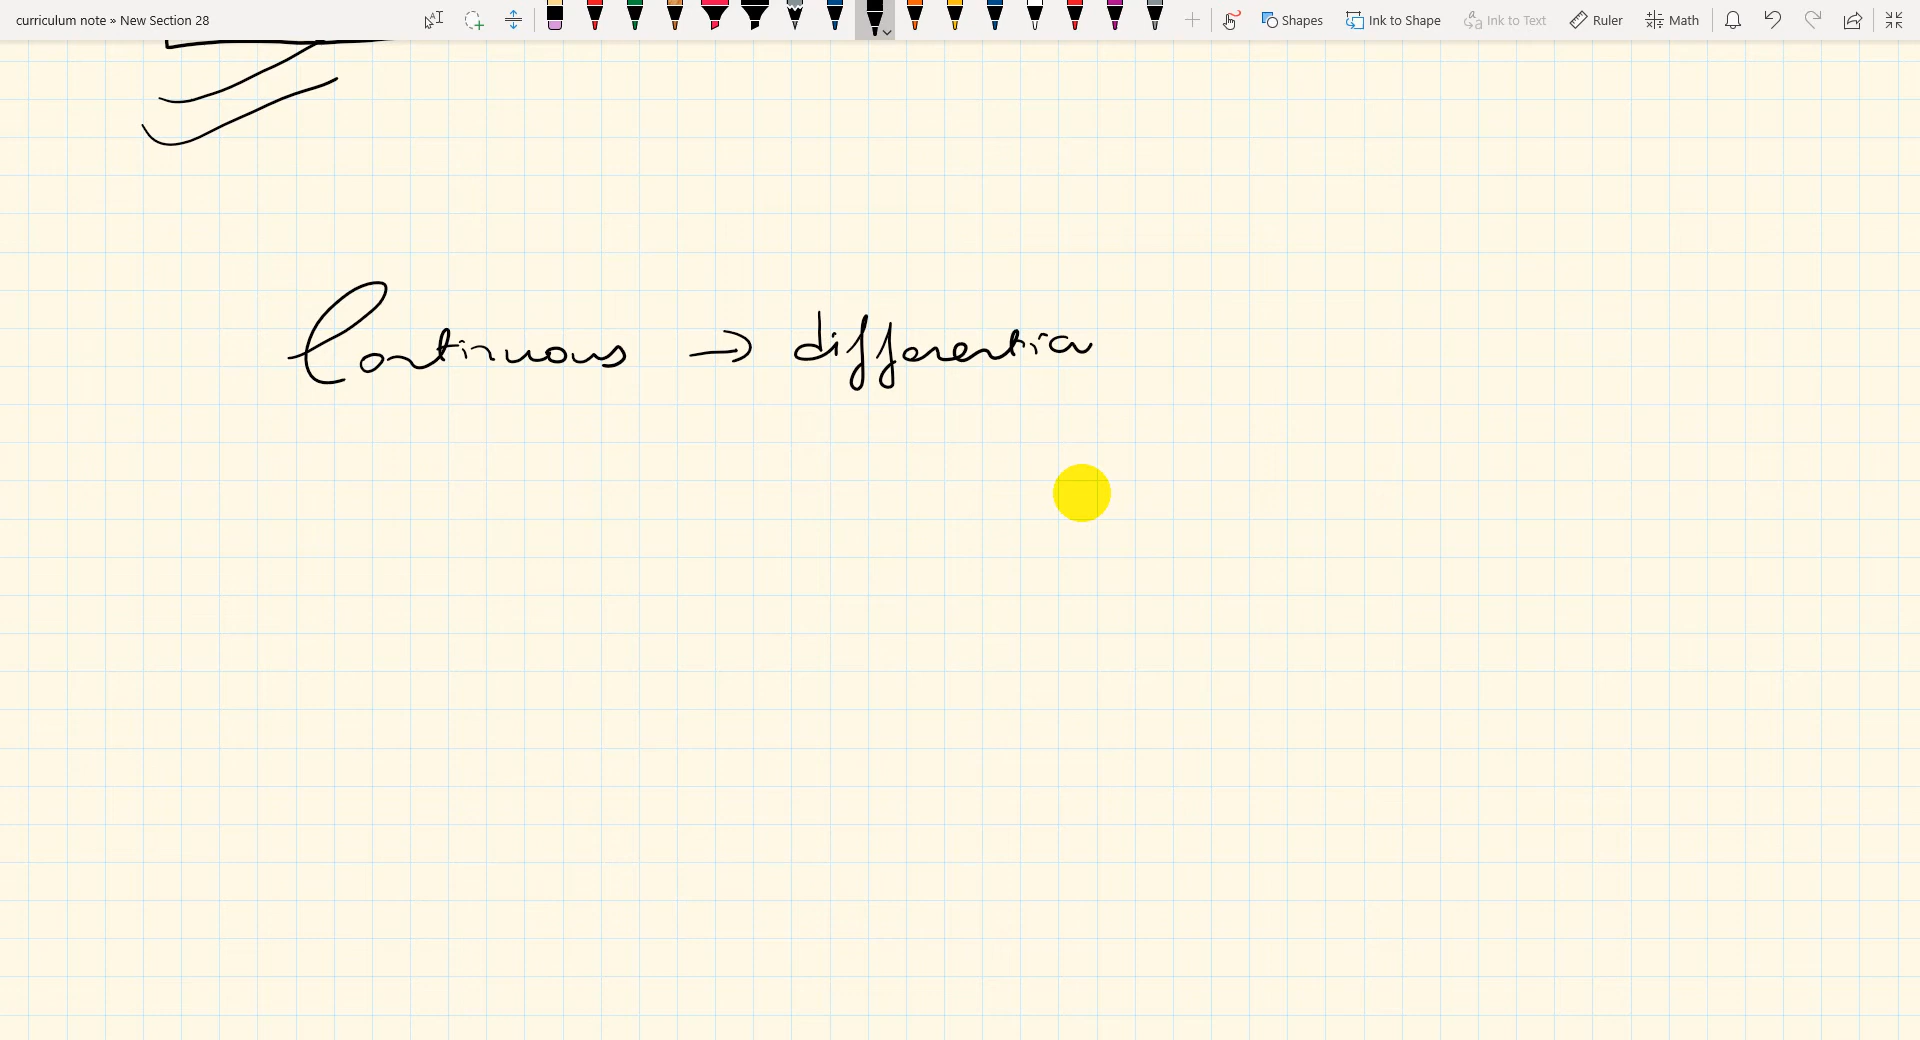 curriculum note » New Section 28
Shapes Ink to Shape Ink to Text Ruler Math
Continuous → differentia